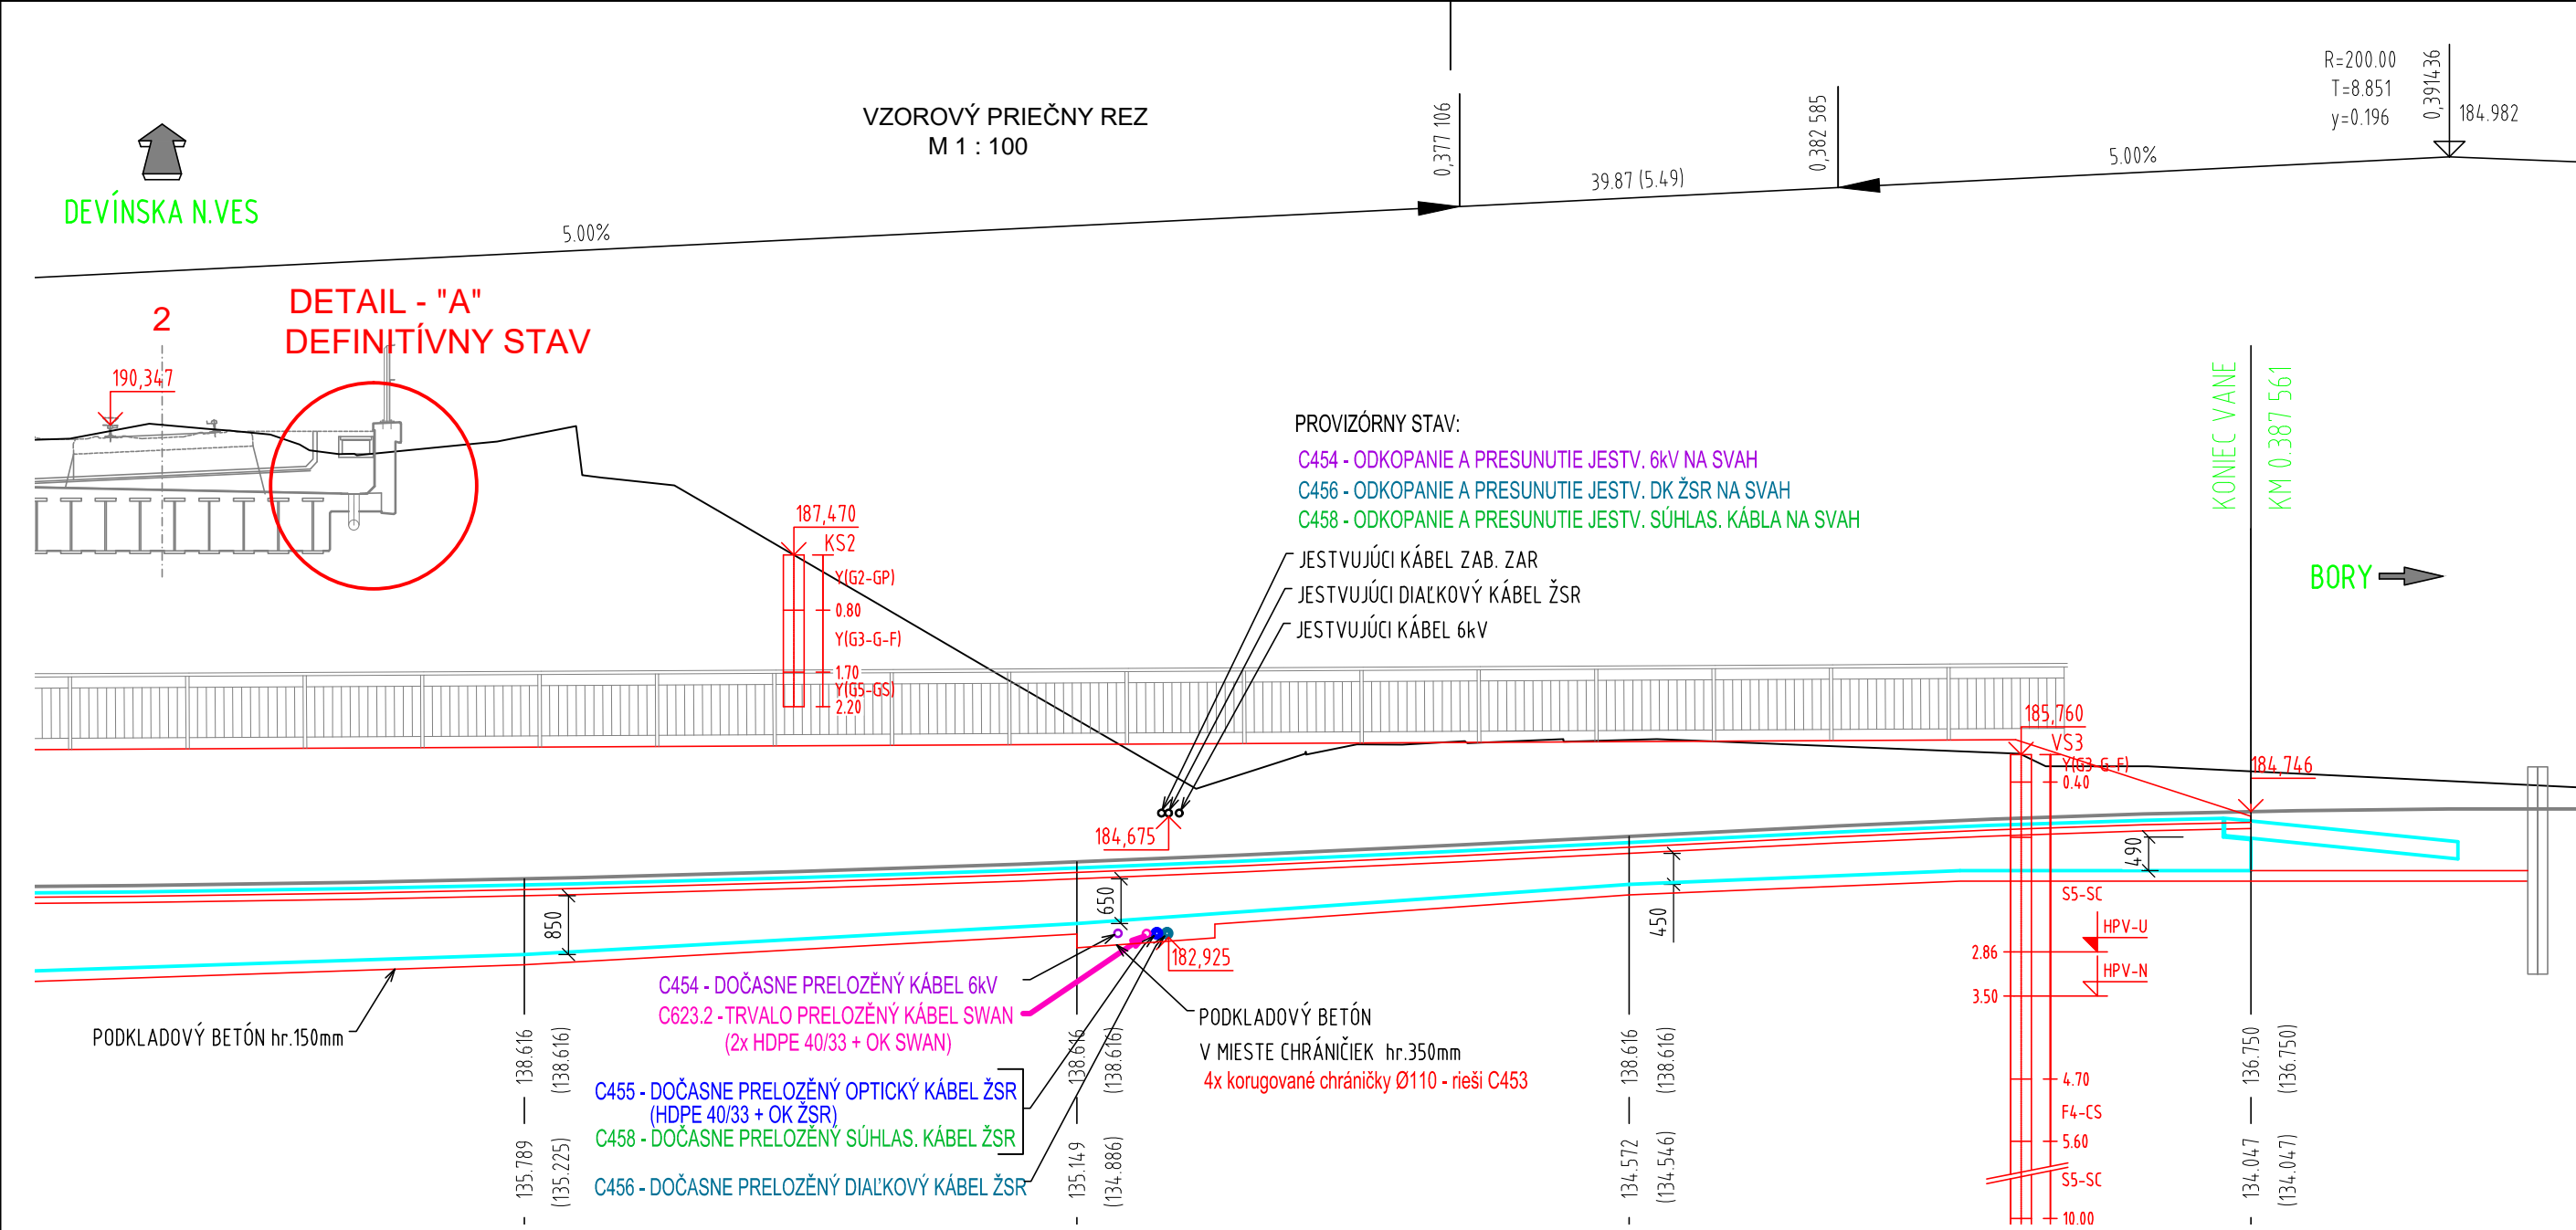 VZOROVÝ PRIEČNY REZ
M 1 : 100
DEVÍNSKA N.VES
5.00%
0,377 106
39.87 (5.49)
0,382 585
5.00%
R=200.00
T=8.851
y=0.196
0,391436
184.982
DETAIL - "A"
DEFINITÍVNY STAV
2
190,347
187,470
KS2
Y(G2-GP)
0.80
Y(G3-G-F)
1.70
Y(G5-GS)
2.20
PROVIZÓRNY STAV:
C454 - ODKOPANIE A PRESUNUTIE JESTV. 6kV NA SVAH
C456 - ODKOPANIE A PRESUNUTIE JESTV. DK ŽSR NA SVAH
C458 - ODKOPANIE A PRESUNUTIE JESTV. SÚHLAS. KÁBLA NA SVAH
JESTVUJÚCI KÁBEL ZAB. ZAR
JESTVUJÚCI DIAĽKOVÝ KÁBEL ŽSR
JESTVUJÚCI KÁBEL 6kV
KONIEC VANE
KM 0.387 561
BORY
185,760
VS3
Y(G3-G-F)
0.40
184,746
184,675
490
850
650
450
S5-SC
HPV-U
2.86
HPV-N
3.50
4.70
F4-CS
5.60
S5-SC
10.00
182,925
C454 - DOČASNE PRELOZĚNÝ KÁBEL 6kV
C623.2 - TRVALO PRELOZĚNÝ KÁBEL SWAN
(2x HDPE 40/33 + OK SWAN)
C455 - DOČASNE PRELOZĚNÝ OPTICKÝ KÁBEL ŽSR
(HDPE 40/33 + OK ŽSR)
C458 - DOČASNE PRELOZĚNÝ SÚHLAS. KÁBEL ŽSR
C456 - DOČASNE PRELOZĚNÝ DIAĽKOVÝ KÁBEL ŽSR
PODKLADOVÝ BETÓN hr.150mm
PODKLADOVÝ BETÓN
V MIESTE CHRÁNIČIEK hr.350mm
4x korugované chráničky Ø110 - rieši C453
138.616
(138.616)
135.789
(135.225)
138.616
(138.616)
135.149
(134.886)
138.616
(138.616)
134.572
(134.546)
136.750
(136.750)
134.047
(134.047)